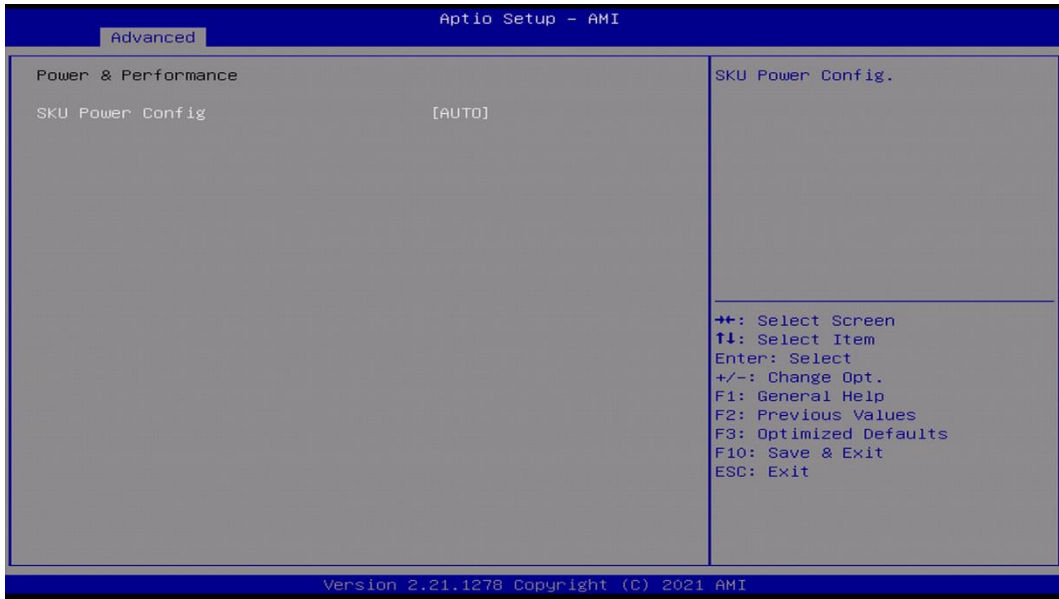 Aptio Setup - AMI
Advanced
Power & Performance
SKU Power Config [AUTO]
SKU Power Config.
→←: Select Screen
↑↓: Select Item
Enter: Select
+/-: Change Opt.
F1: General Help
F2: Previous Values
F3: Optimized Defaults
F10: Save & Exit
ESC: Exit
Version 2.21.1278 Copyright (C) 2021 AMI